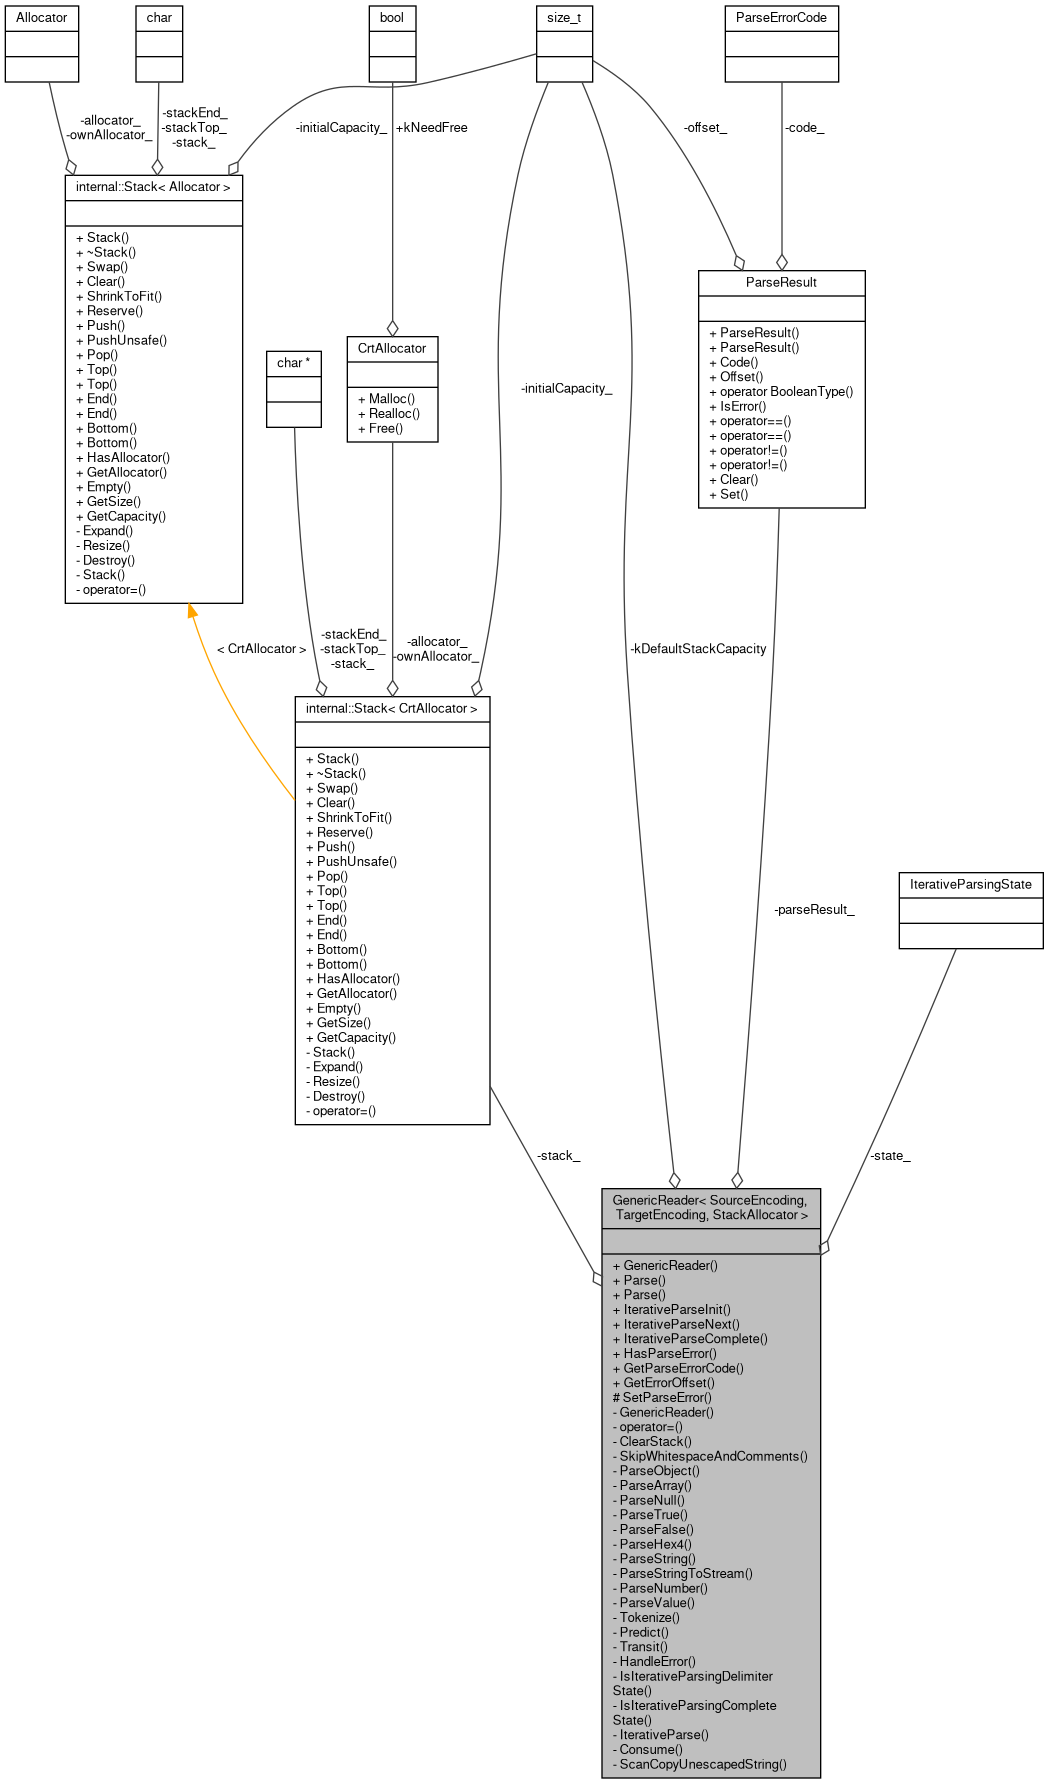 Allocator
char
bool
size_t
ParseErrorCode
-allocator_
-ownAllocator_
-stackEnd_
-stackTop_
-stack_
-initialCapacity_
+kNeedFree
-offset_
-code_
internal::Stack< Allocator >
+ Stack()
+ ~Stack()
+ Swap()
+ Clear()
+ ShrinkToFit()
+ Reserve()
+ Push()
+ PushUnsafe()
+ Pop()
+ Top()
+ Top()
+ End()
+ End()
+ Bottom()
+ Bottom()
+ HasAllocator()
+ GetAllocator()
+ Empty()
+ GetSize()
+ GetCapacity()
- Expand()
- Resize()
- Destroy()
- Stack()
- operator=()
char *
CrtAllocator
+ Malloc()
+ Realloc()
+ Free()
-initialCapacity_
ParseResult
+ ParseResult()
+ ParseResult()
+ Code()
+ Offset()
+ operator BooleanType()
+ IsError()
+ operator==()
+ operator==()
+ operator!=()
+ operator!=()
+ Clear()
+ Set()
< CrtAllocator >
-stackEnd_
-stackTop_
-stack_
-allocator_
-ownAllocator_
-kDefaultStackCapacity
internal::Stack< CrtAllocator >
+ Stack()
+ ~Stack()
+ Swap()
+ Clear()
+ ShrinkToFit()
+ Reserve()
+ Push()
+ PushUnsafe()
+ Pop()
+ Top()
+ Top()
+ End()
+ End()
+ Bottom()
+ Bottom()
+ HasAllocator()
+ GetAllocator()
+ Empty()
+ GetSize()
+ GetCapacity()
- Stack()
- Expand()
- Resize()
- Destroy()
- operator=()
IterativeParsingState
-parseResult_
-stack_
-state_
GenericReader< SourceEncoding,
TargetEncoding, StackAllocator >
+ GenericReader()
+ Parse()
+ Parse()
+ IterativeParseInit()
+ IterativeParseNext()
+ IterativeParseComplete()
+ HasParseError()
+ GetParseErrorCode()
+ GetErrorOffset()
# SetParseError()
- GenericReader()
- operator=()
- ClearStack()
- SkipWhitespaceAndComments()
- ParseObject()
- ParseArray()
- ParseNull()
- ParseTrue()
- ParseFalse()
- ParseHex4()
- ParseString()
- ParseStringToStream()
- ParseNumber()
- ParseValue()
- Tokenize()
- Predict()
- Transit()
- HandleError()
- IsIterativeParsingDelimiter
State()
- IsIterativeParsingComplete
State()
- IterativeParse()
- Consume()
- ScanCopyUnescapedString()